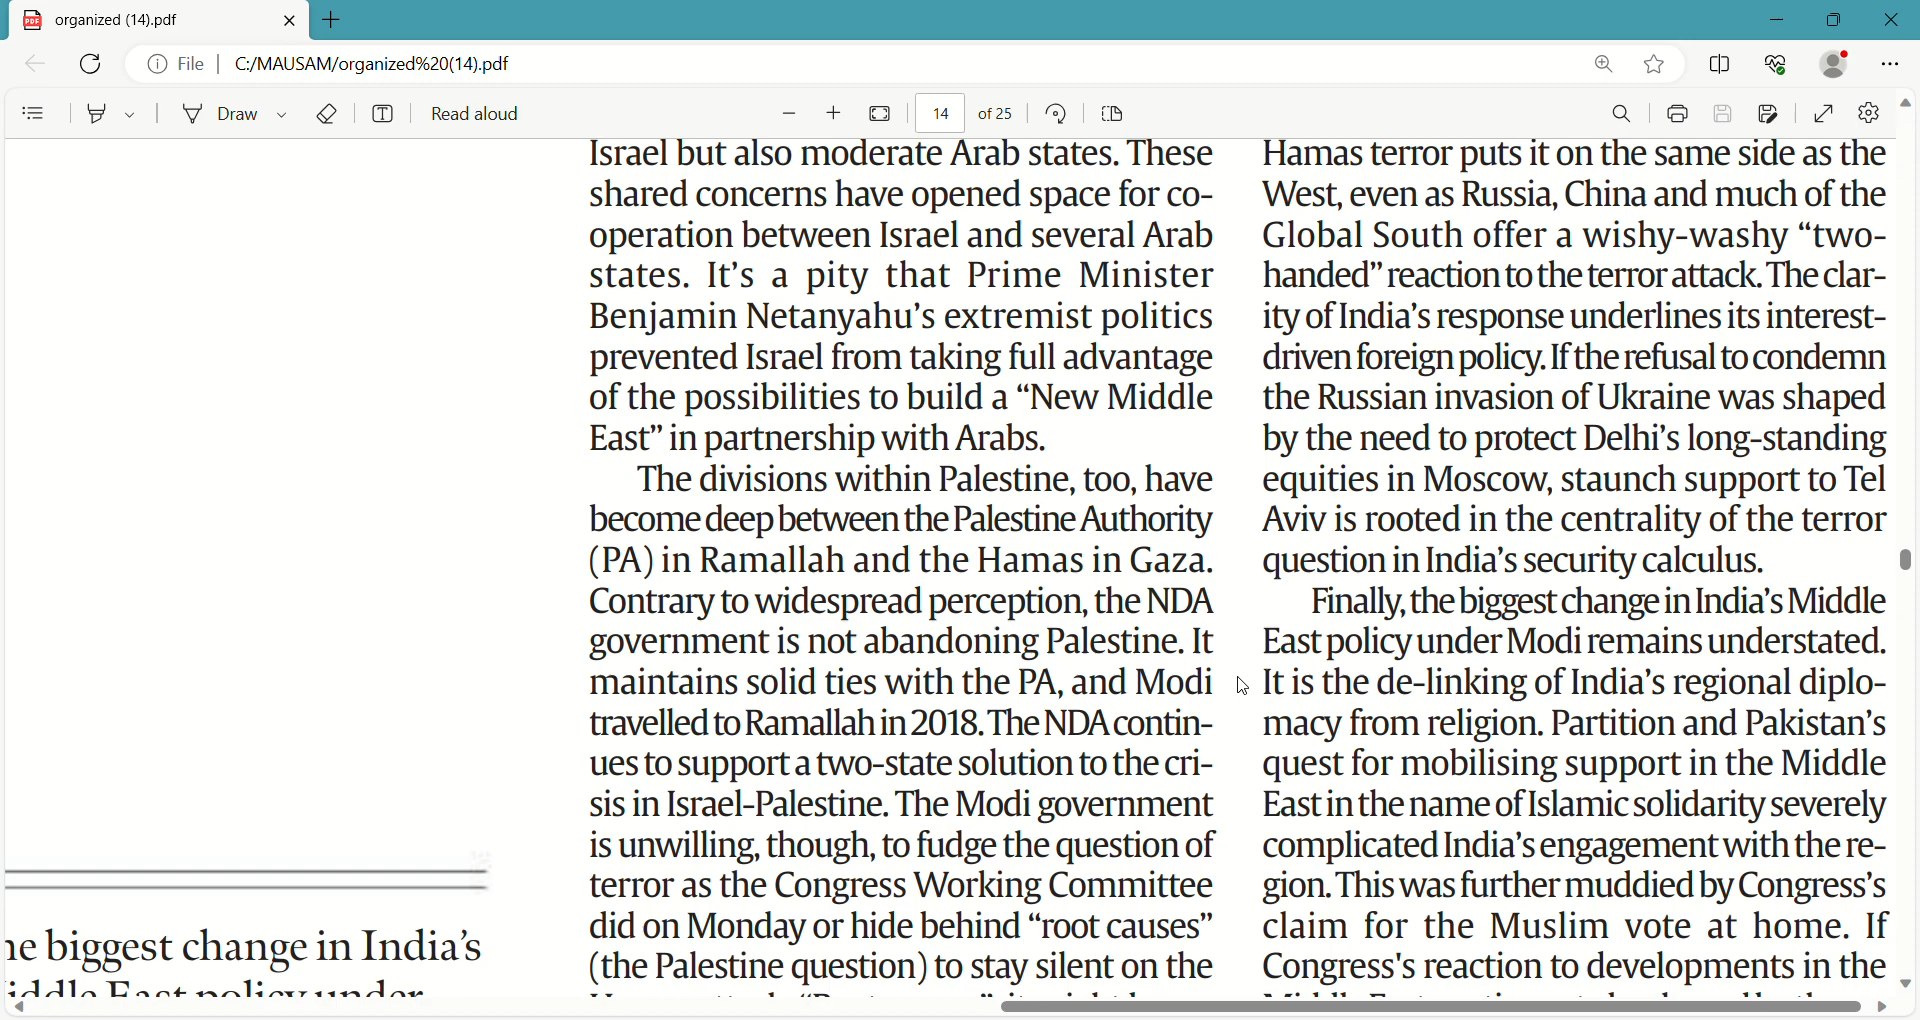 organized (14).pdf
File
C:/MAUSAM/organized%20(14).pdf
Draw
Read aloud
14
of 25
Israel but also moderate Arab states. These
shared concerns have opened space for co-
operation between Israel and several Arab
states. It's a pity that Prime Minister
Benjamin Netanyahu's extremist politics
prevented Israel from taking full advantage
of the possibilities to build a “New Middle
East” in partnership with Arabs.
The divisions within Palestine, too, have
become deep between the Palestine Authority
(PA) in Ramallah and the Hamas in Gaza.
Contrary to widespread perception, the NDA
government is not abandoning Palestine. It
maintains solid ties with the PA, and Modi
travelled to Ramallah in 2018. The NDA contin-
ues to support a two-state solution to the cri-
sis in Israel-Palestine. The Modi government
is unwilling, though, to fudge the question of
terror as the Congress Working Committee
did on Monday or hide behind “root causes”
(the Palestine question) to stay silent on the
Hamas terror puts it on the same side as the
West, even as Russia, China and much of the
Global South offer a wishy-washy “two-
handed” reaction to the terror attack. The clar-
ity of India's response underlines its interest-
driven foreign policy. If the refusal to condemn
the Russian invasion of Ukraine was shaped
by the need to protect Delhi's long-standing
equities in Moscow, staunch support to Tel
Aviv is rooted in the centrality of the terror
question in India's security calculus.
Finally, the biggest change in India's Middle
East policy under Modi remains understated.
It is the de-linking of India's regional diplo-
macy from religion. Partition and Pakistan's
quest for mobilising support in the Middle
East in the name of Islamic solidarity severely
complicated India's engagement with the re-
gion. This was further muddied by Congress's
claim for the Muslim vote at home. If
Congress's reaction to developments in the
he biggest change in India's
iddle East policy under